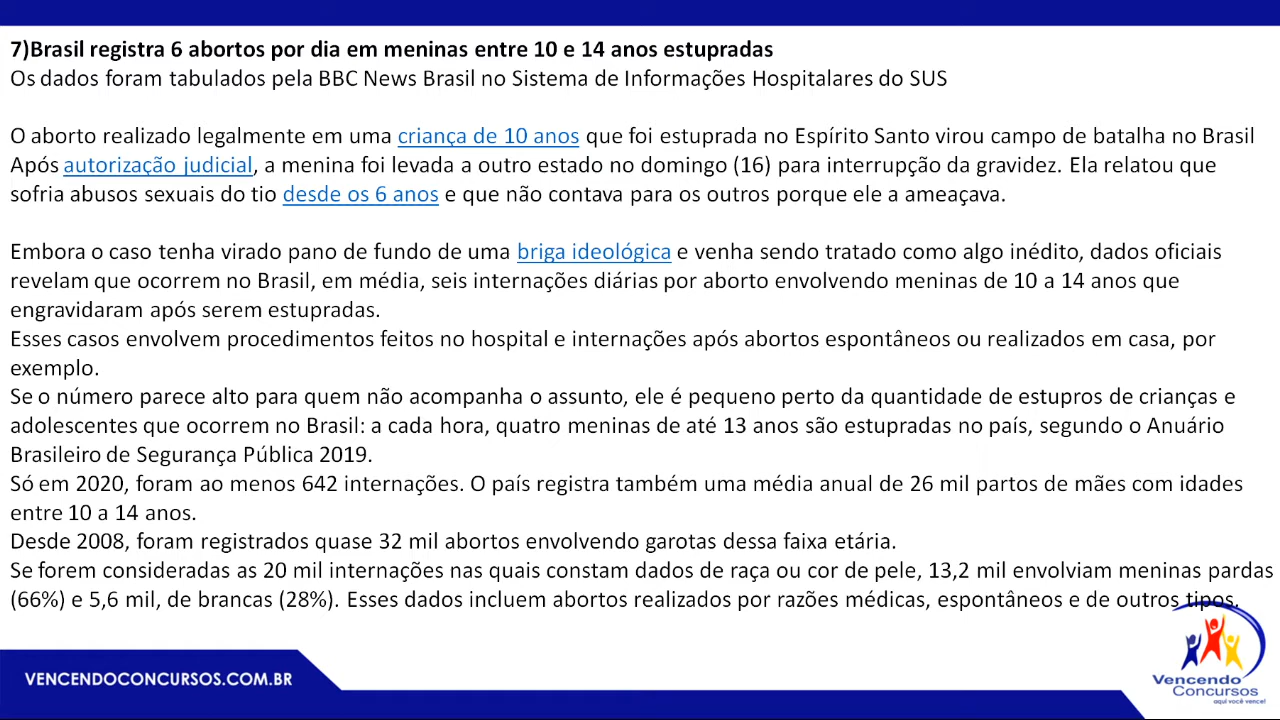 7)Brasil registra 6 abortos por dia em meninas entre 10 e 14 anos estupradas
Os dados foram tabulados pela BBC News Brasil no Sistema de Informações Hospitalares do SUS
O aborto realizado legalmente em uma criança de 10 anos que foi estuprada no Espírito Santo virou campo de batalha no Brasil
Após autorização judicial, a menina foi levada a outro estado no domingo (16) para interrupção da gravidez. Ela relatou que
sofria abusos sexuais do tio desde os 6 anos e que não contava para os outros porque ele a ameaçava.
Embora o caso tenha virado pano de fundo de uma briga ideológica e venha sendo tratado como algo inédito, dados oficiais
revelam que ocorrem no Brasil, em média, seis internações diárias por aborto envolvendo meninas de 10 a 14 anos que
engravidaram após serem estupradas.
Esses casos envolvem procedimentos feitos no hospital e internações após abortos espontâneos ou realizados em casa, por
exemplo.
Se o número parece alto para quem não acompanha o assunto, ele é pequeno perto da quantidade de estupros de crianças e
adolescentes que ocorrem no Brasil: a cada hora, quatro meninas de até 13 anos são estupradas no país, segundo o Anuário
Brasileiro de Segurança Pública 2019.
Só em 2020, foram ao menos 642 internações. O país registra também uma média anual de 26 mil partos de mães com idades
entre 10 a 14 anos.
Desde 2008, foram registrados quase 32 mil abortos envolvendo garotas dessa faixa etária.
Se forem consideradas as 20 mil internações nas quais constam dados de raça ou cor de pele, 13,2 mil envolviam meninas pardas
(66%) e 5,6 mil, de brancas (28%). Esses dados incluem abortos realizados por razões médicas, espontâneos e de outros tipos.
VENCENDOCONCURSOS.COM.BR
Vencendo
Concursos
aqui você vence!